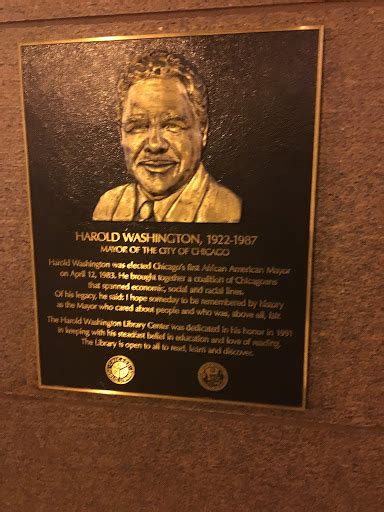 HAROLD WASHINGTON, 1922-1987
MAYOR OF THE CITY OF CHICAGO
Harold Washington was elected Chicago's first African American Mayor
on April 12, 1983. He brought together a coalition of Chicagoans
that spanned economic, social and racial lines.
Of his legacy, he said: I hope someday to be remembered by history
as the Mayor who cared about people and who was, above all, fair.
The Harold Washington Library Center was dedicated in his honor in 1991
in keeping with his steadfast belief in education and love of reading.
The Library is open to all to read, learn and discover.